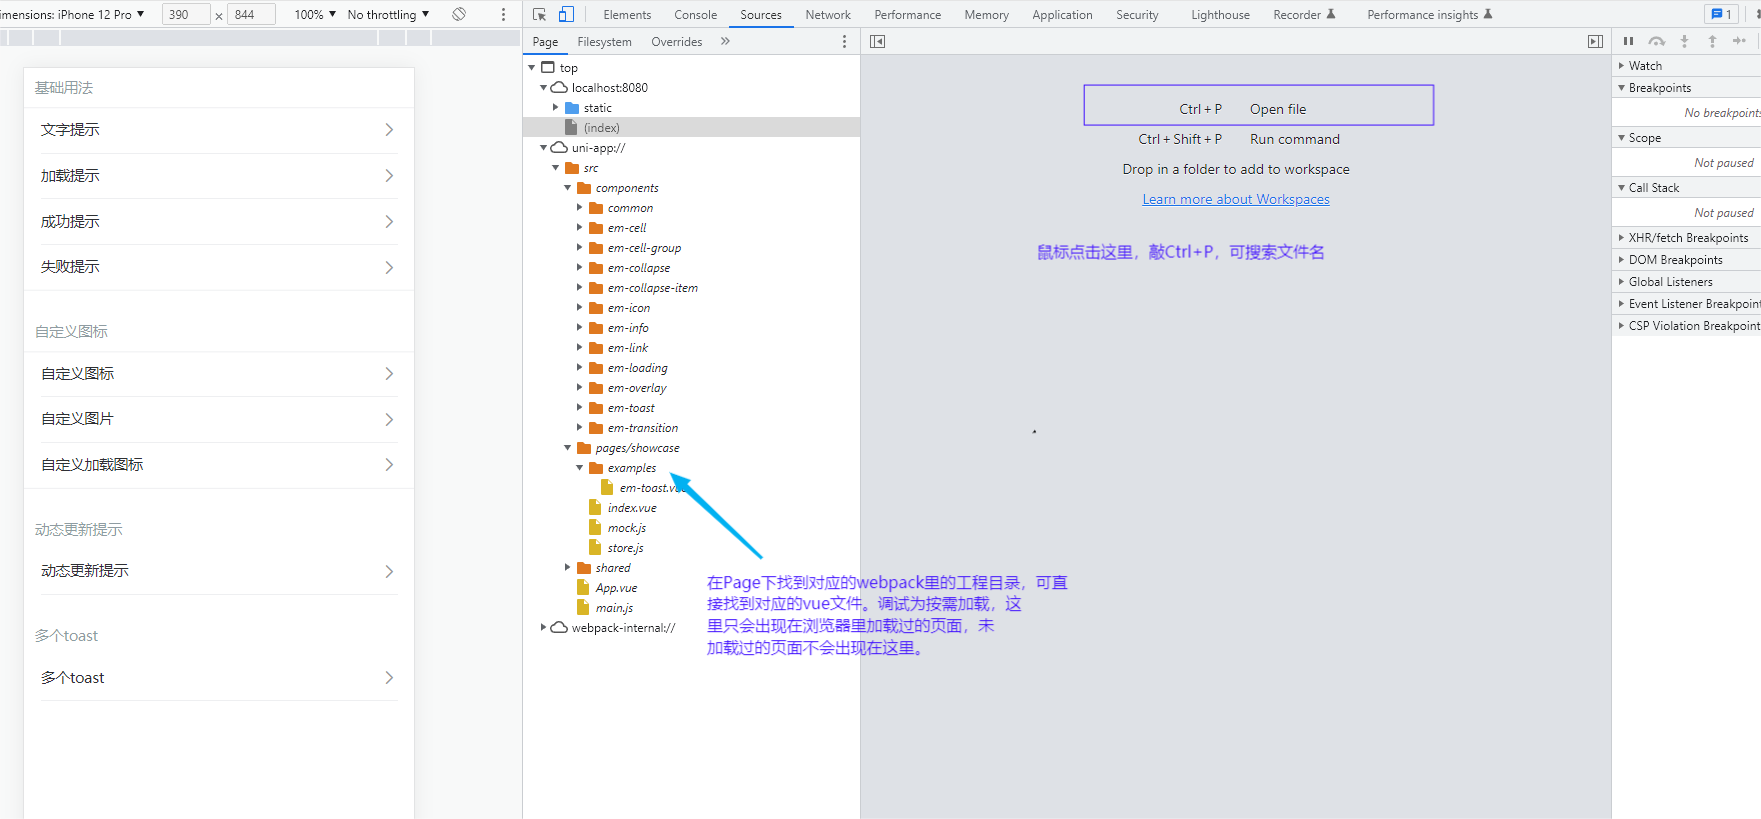 imensions: iPhone 12 Pro ▼ 390 × 844 100% ▼ No throttling ▼
基础用法
文字提示
加载提示
成功提示
失败提示
自定义图标
自定义图标
自定义图片
自定义加载图标
动态更新提示
动态更新提示
多个toast
多个toast
Elements Console Sources Network Performance Memory Application Security Lighthouse Recorder Performance insights 1
Page Filesystem Overrides »
top
localhost:8080
static
(index)
uni-app://
src
components
common
em-cell
em-cell-group
em-collapse
em-collapse-item
em-icon
em-info
em-link
em-loading
em-overlay
em-toast
em-transition
pages/showcase
examples
em-toast.vue
index.vue
mock.js
store.js
shared
App.vue
main.js
webpack-internal://
Ctrl + P Open file
Ctrl + Shift + P Run command
Drop in a folder to add to workspace
Learn more about Workspaces
鼠标点击这里，敲Ctrl+P，可搜索文件名
在Page下找到对应的webpack里的工程目录，可直
接找到对应的vue文件。调试为按需加载，这
里只会出现在浏览器里加载过的页面，未
加载过的页面不会出现在这里。
Watch
Breakpoints
No breakpoints
Scope
Not paused
Call Stack
Not paused
XHR/fetch Breakpoints
DOM Breakpoints
Global Listeners
Event Listener Breakpoint
CSP Violation Breakpoint